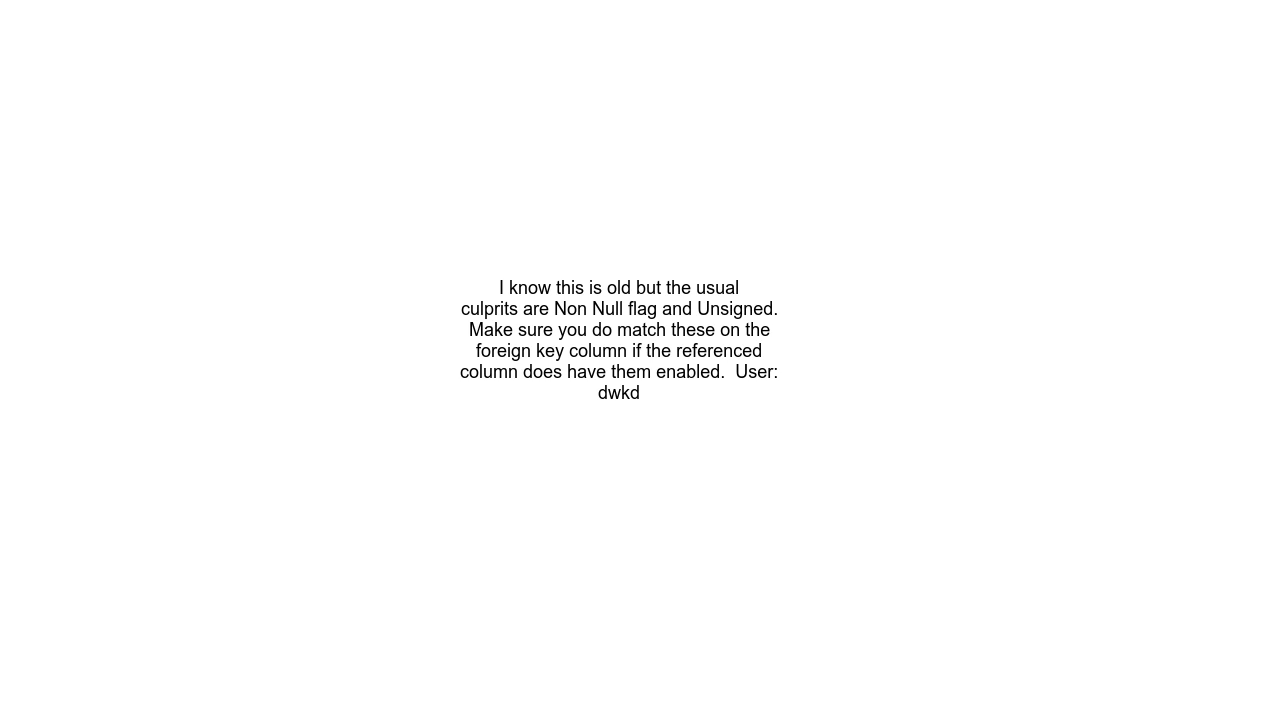 I know this is old but the usual
culprits are Non Null flag and Unsigned.
Make sure you do match these on the
foreign key column if the referenced
column does have them enabled.  User:
dwkd